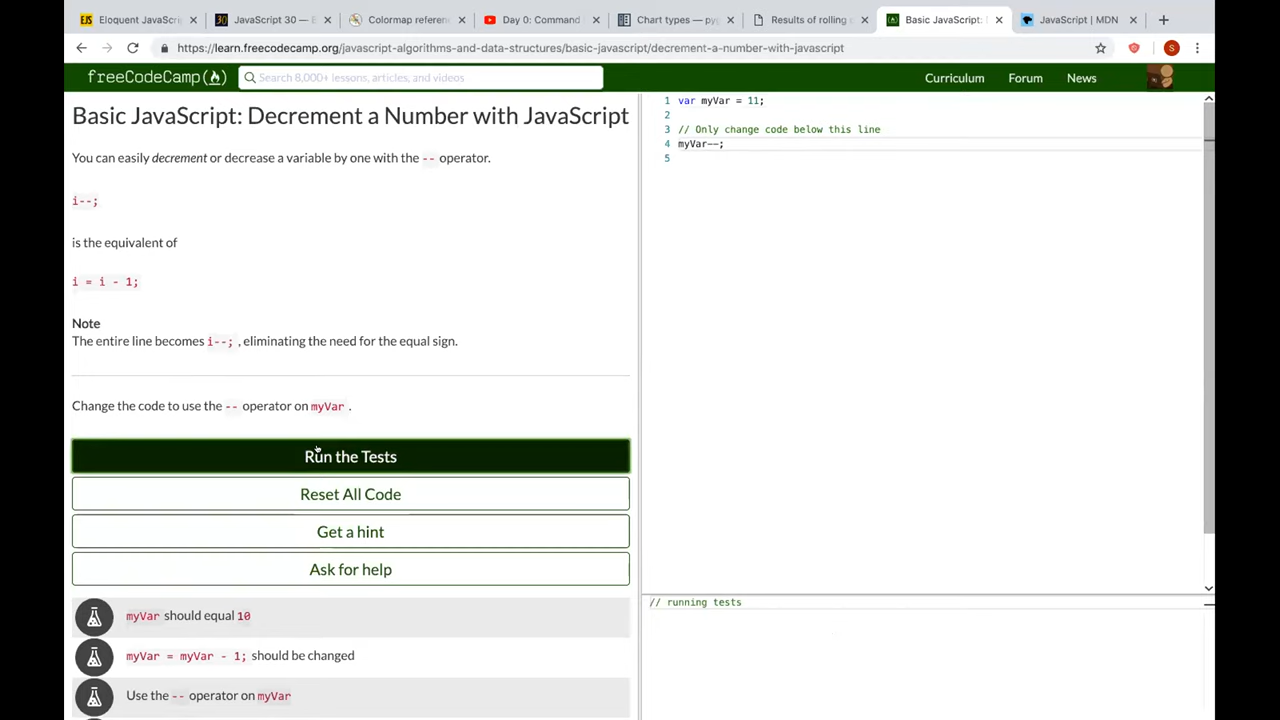 Eloquent JavaScri
JavaScript 30 —
Colormap referen
Day 0: Command
Chart types — pyg
Results of rolling
Basic JavaScript:
JavaScript | MDN
https://learn.freecodecamp.org/javascript-algorithms-and-data-structures/basic-javascript/decrement-a-number-with-javascript
S
freeCodeCamp
Search 8,000+ lessons, articles, and videos
Curriculum
Forum
News
Basic JavaScript: Decrement a Number with JavaScript
You can easily decrement or decrease a variable by one with the -- operator.
i--;
is the equivalent of
i = i - 1;
Note
The entire line becomes i--; , eliminating the need for the equal sign.
Change the code to use the -- operator on myVar .
Run the Tests
Reset All Code
Get a hint
Ask for help
myVar should equal 10
myVar = myVar - 1; should be changed
Use the -- operator on myVar
1 var myVar = 11;
2
3 // Only change code below this line
4 myVar--;
5
// running tests